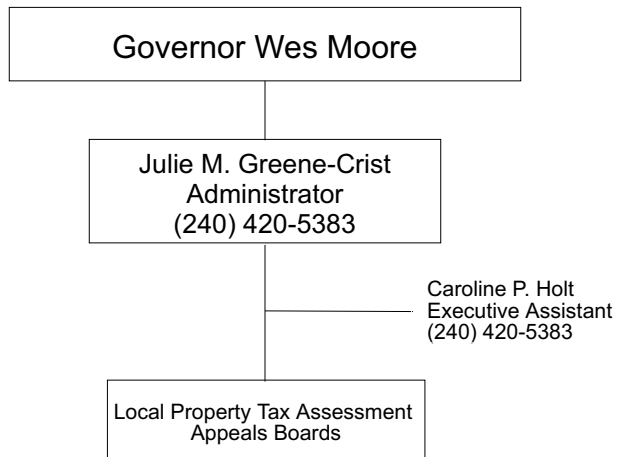 Governor Wes Moore
Julie M. Greene-Crist
Administrator
(240) 420-5383
Caroline P. Holt
Executive Assistant
(240) 420-5383
Local Property Tax Assessment
Appeals Boards